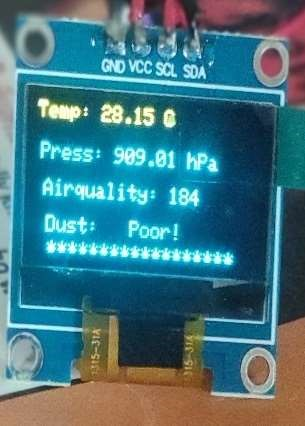 GND VCC SCL SDA
Temp: 28.15 C
Press: 909.01 hPa
Airquality: 184
Dust: Poor!
******************